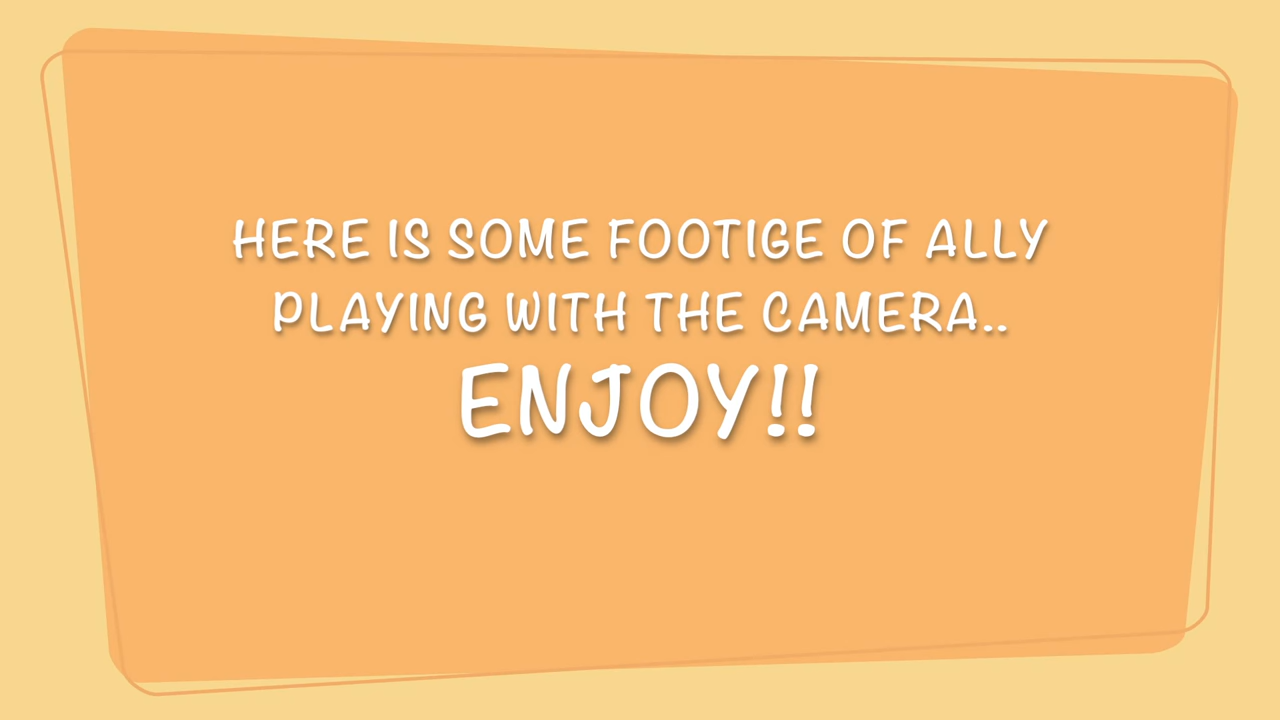 HERE IS SOME FOOTIGE OF ALLY
PLAYING WITH THE CAMERA..
ENJOY!!